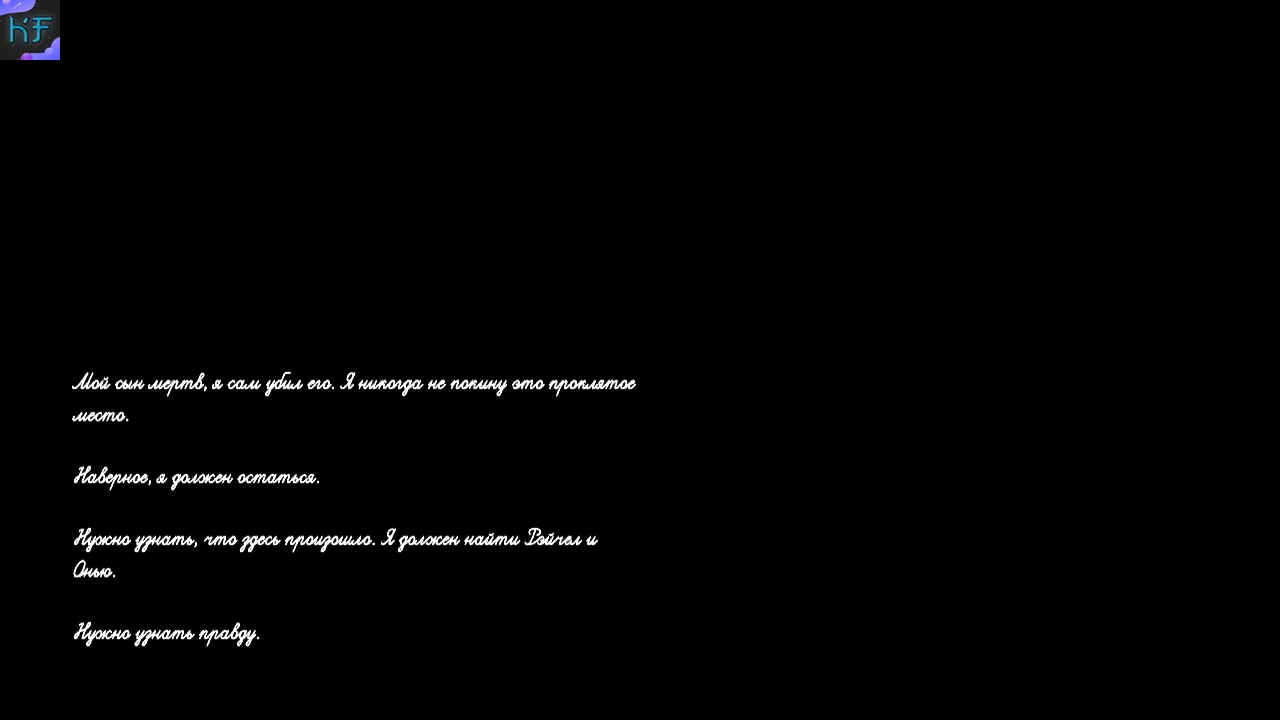 KF
Мой сын мертв, я сам убил его. Я никогда не покину это проклятое
место.
Наверное, я должен остаться.
Нужно узнать, что здесь произошло. Я должен найти Рэйчел и
Онью.
Нужно узнать правду.